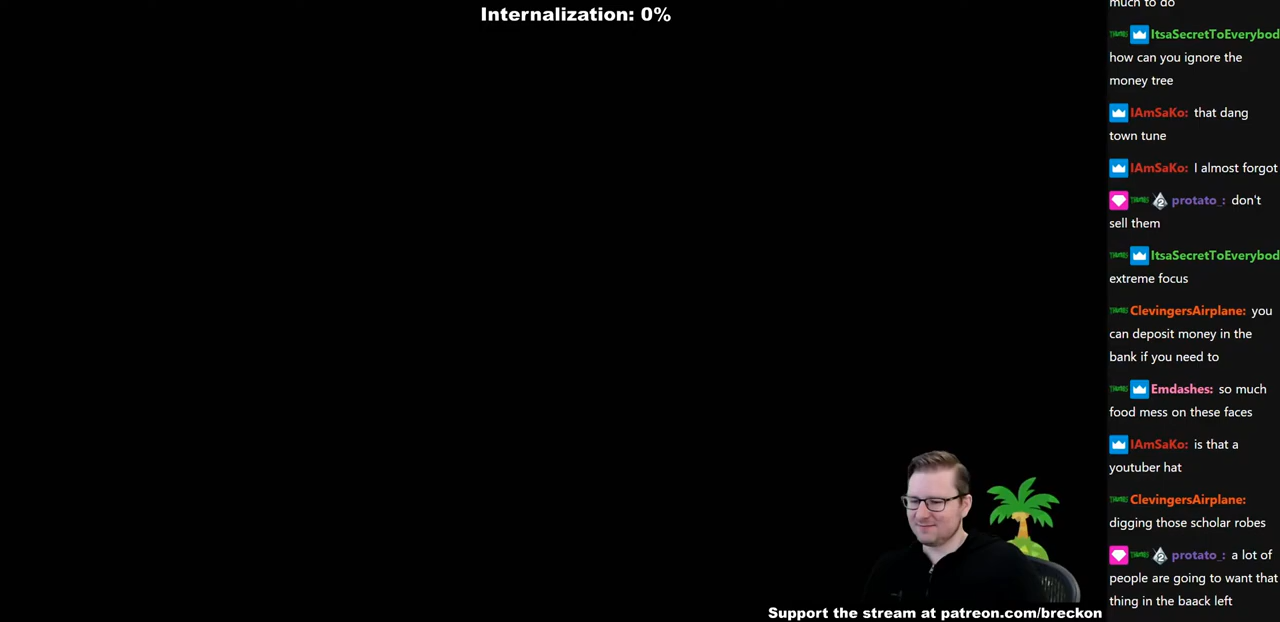 Internalization: 0%
much to do
ItsaSecretToEverybod
how can you ignore the
money tree
IAmSaKo: that dang
town tune
IAmSaKo: I almost forgot
protato_: don't
sell them
ItsaSecretToEverybod
extreme focus
ClevingersAirplane: you
can deposit money in the
bank if you need to
Emdashes: so much
food mess on these faces
IAmSaKo: is that a
youtuber hat
ClevingersAirplane:
digging those scholar robes
protato_: a lot of
people are going to want that
thing in the baack left
Support the stream at patreon.com/breckon